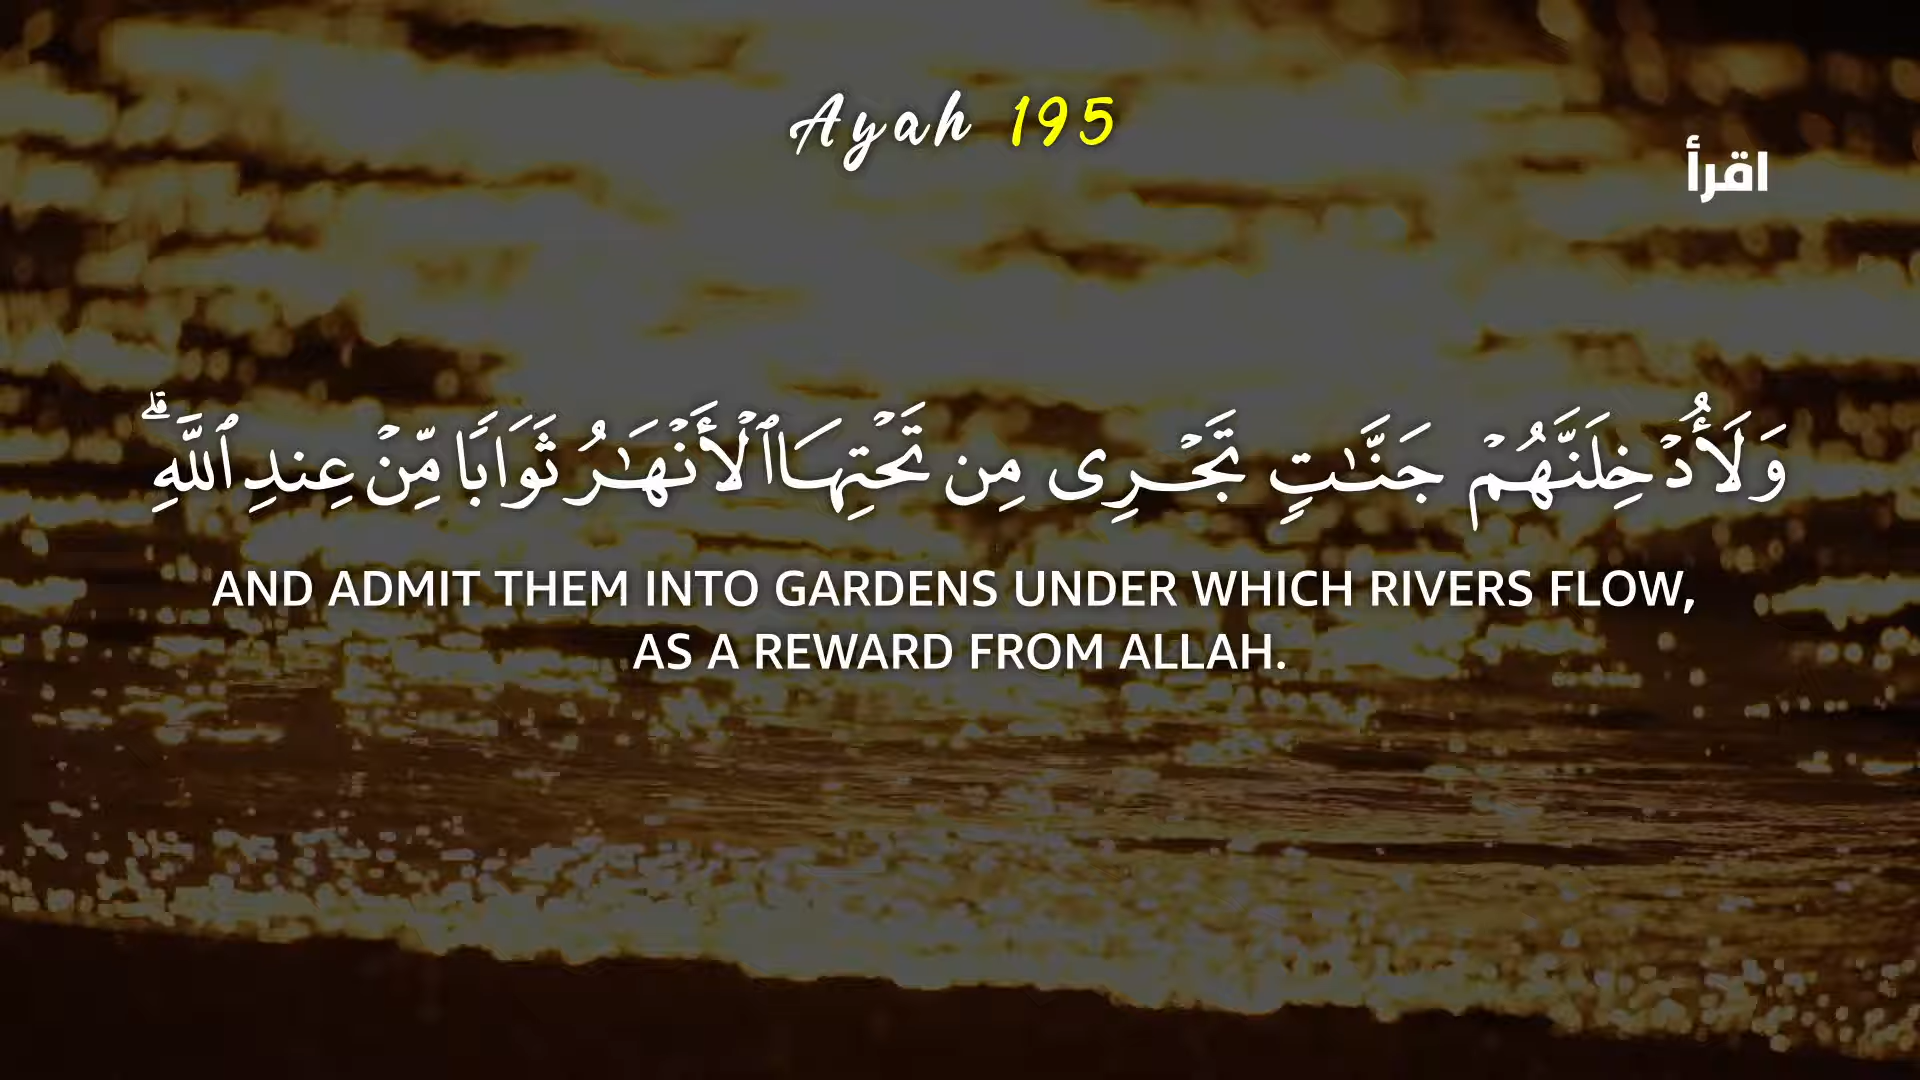 Ayah 195
اقرأ
وَلَأُدۡخِلَنَّهُمۡ جَنَّـٰتٍ تَجۡرِى مِن تَحۡتِهَا ٱلۡأَنۡهَـٰرُ ثَوَابًا مِّنۡ عِندِ ٱللَّهِۗ
AND ADMIT THEM INTO GARDENS UNDER WHICH RIVERS FLOW,
AS A REWARD FROM ALLAH.